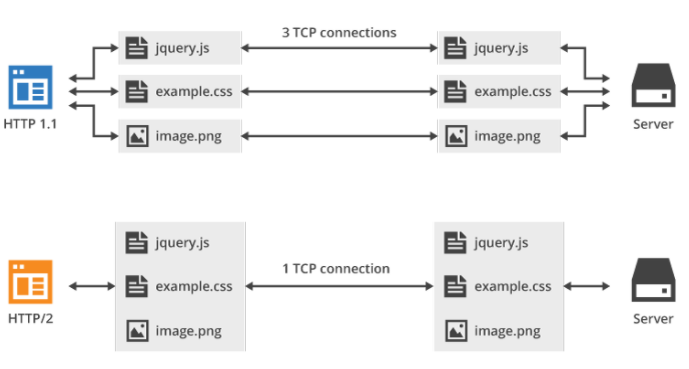 3 TCP connections
jquery.js
jquery.js
example.css
example.css
HTTP 1.1
Server
image.png
image.png
jquery.js
jquery.js
1 TCP connection
example.css
example.css
HTTP/2
Server
image.png
image.png